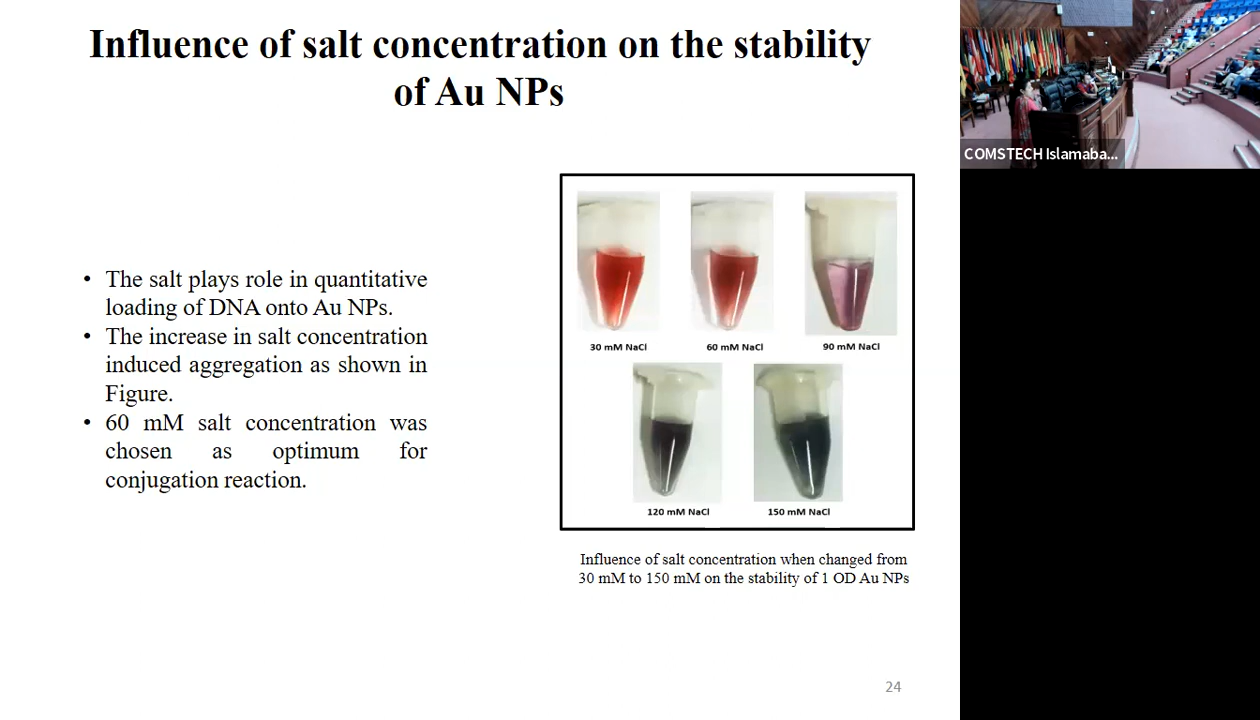 Influence of salt concentration on the stability
of Au NPs
• The salt plays role in quantitative
loading of DNA onto Au NPs.
• The increase in salt concentration
induced aggregation as shown in
Figure.
• 60 mM salt concentration was
chosen as optimum for
conjugation reaction.
30 mM NaCl
60 mM NaCl
90 mM NaCl
120 mM NaCl
150 mM NaCl
Influence of salt concentration when changed from
30 mM to 150 mM on the stability of 1 OD Au NPs
24
COMSTECH Islamaba...